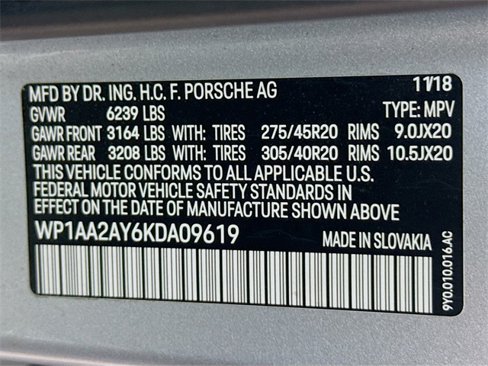 MFD BY DR. ING. H.C. F. PORSCHE AG 11/18
GVWR 6239 LBS TYPE: MPV
GAWR FRONT 3164 LBS WITH: TIRES 275/45R20 RIMS 9.0JX20
GAWR REAR 3208 LBS WITH: TIRES 305/40R20 RIMS 10.5JX20
THIS VEHICLE CONFORMS TO ALL APPLICABLE
FEDERAL MOTOR VEHICLE SAFETY STANDARDS IN
EFFECT ON THE DATE OF MANUFACTURE SHOWN ABOVE.
WP1AA2AY6KDA09619 MADE IN SLOVAKIA
9Y0.010.016.AC